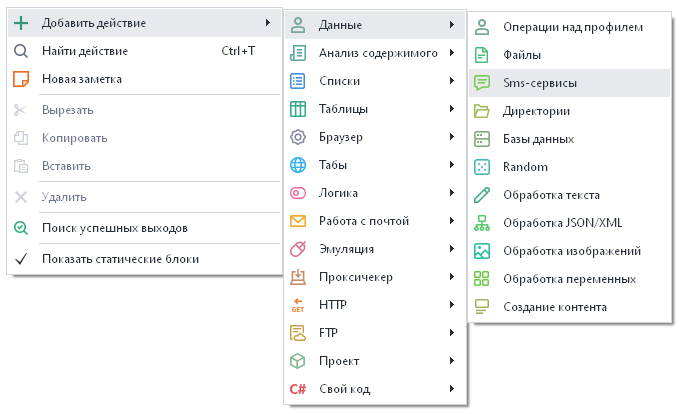 Добавить действие
Найти действие Ctrl+T
Новая заметка
Вырезать
Копировать
Вставить
Удалить
Поиск успешных выходов
Показать статические блоки
Данные
Анализ содержимого
Списки
Таблицы
Браузер
Табы
Логика
Работа с почтой
Эмуляция
Проксичекер
GET HTTP
FTP
Проект
C# Свой код
Операции над профилем
Файлы
Sms-сервисы
Директории
Базы данных
Random
Обработка текста
Обработка JSON/XML
Обработка изображений
Обработка переменных
Создание контента